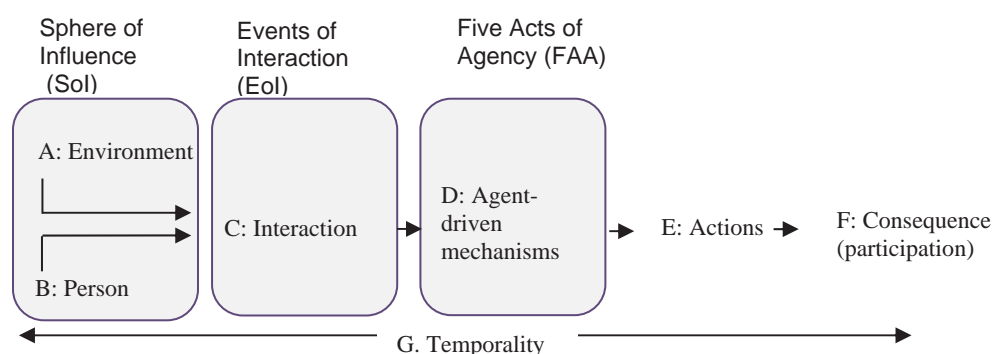 Sphere of
Influence
(SoI)
Events of
Interaction
(EoI)
Five Acts of
Agency (FAA)
A: Environment
B: Person
C: Interaction
D: Agent-
driven
mechanisms
E: Actions
F: Consequence
(participation)
G. Temporality